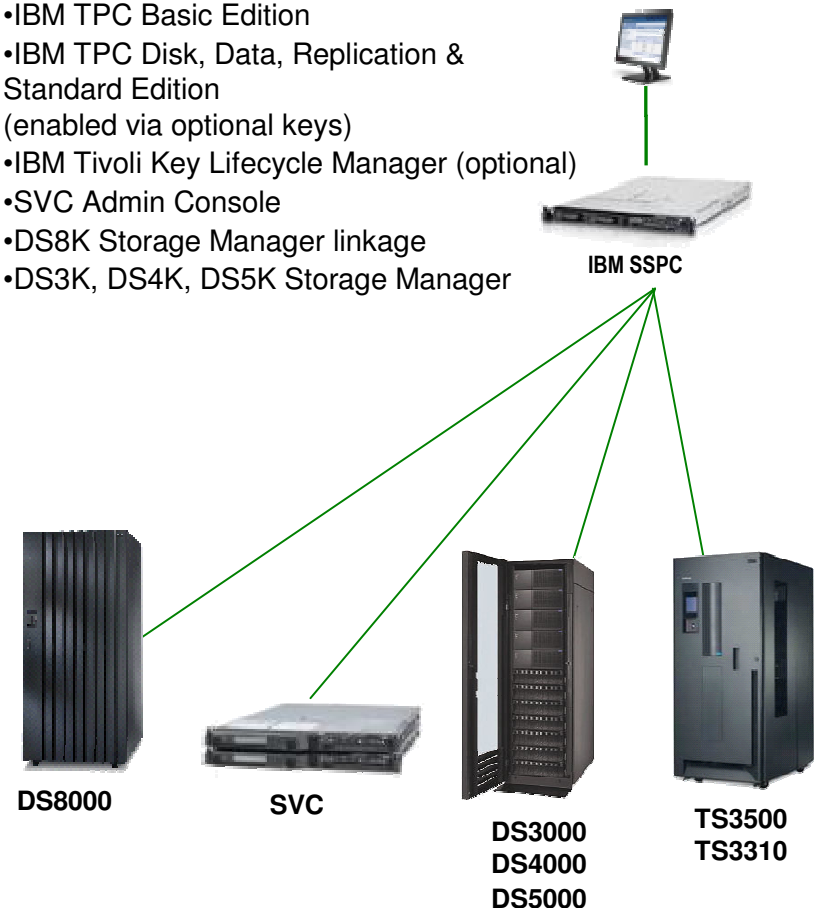 •IBM TPC Basic Edition
•IBM TPC Disk, Data, Replication &
Standard Edition
(enabled via optional keys)
•IBM Tivoli Key Lifecycle Manager (optional)
•SVC Admin Console
•DS8K Storage Manager linkage
•DS3K, DS4K, DS5K Storage Manager
IBM SSPC
DS8000
SVC
DS3000
DS4000
DS5000
TS3500
TS3310